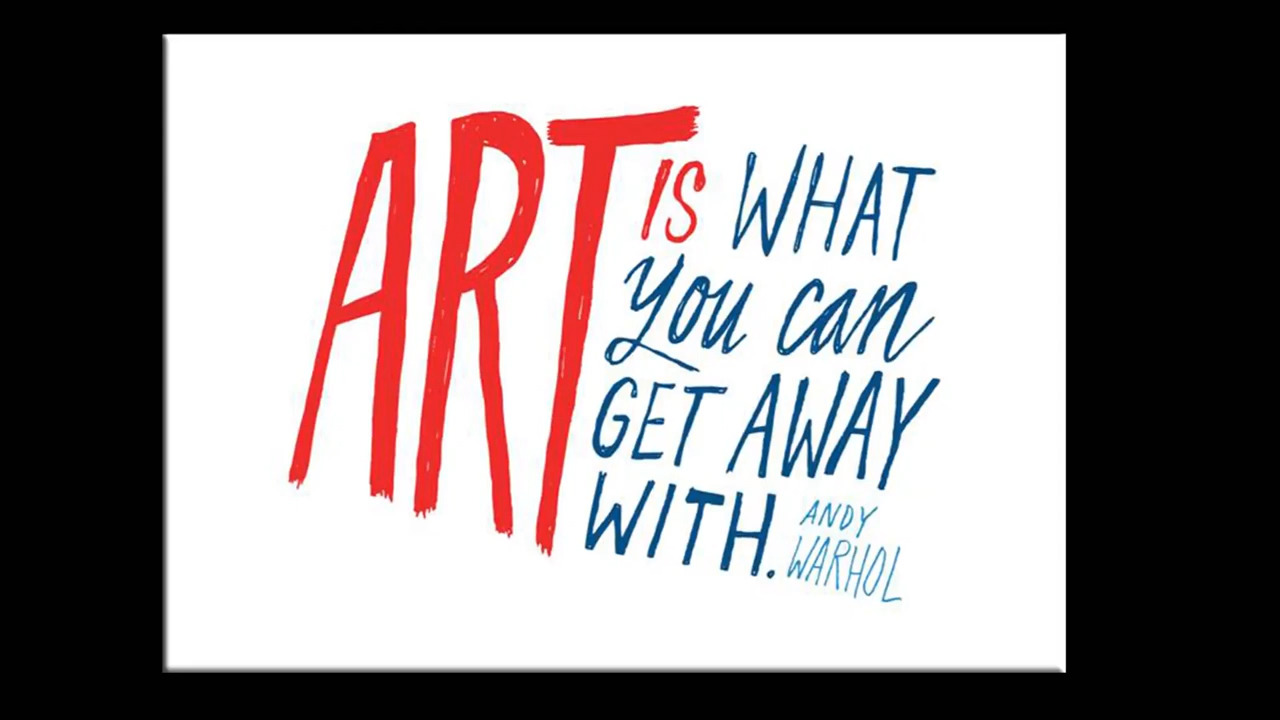 ART IS WHAT
you can
GET AWAY
WITH.
ANDY
WARHOL